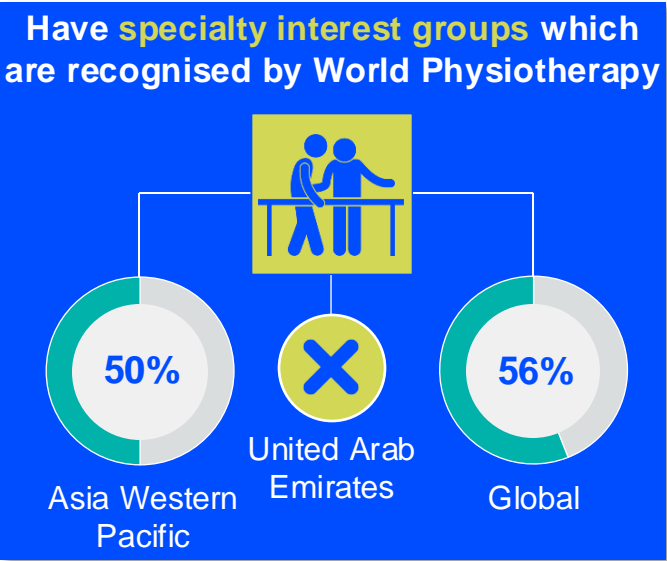 Have specialty interest groups which
are recognised by World Physiotherapy
50%
56%
United Arab
Emirates
Asia Western
Pacific
Global